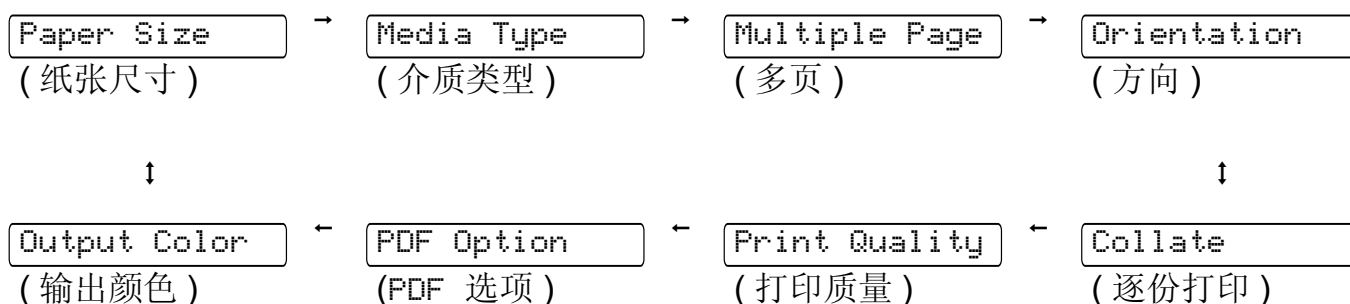 Paper Size → Media Type → Multiple Page → Orientation
(纸张尺寸) (介质类型) (多页) (方向)
↕ ↕
Output Color ← PDF Option ← Print Quality ← Collate
(输出颜色) (PDF 选项) (打印质量) (逐份打印)